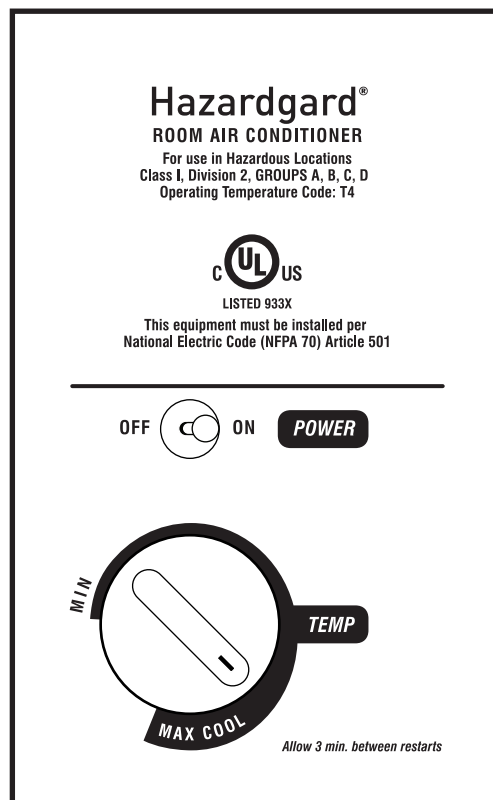 Hazardgard®
ROOM AIR CONDITIONER
For use in Hazardous Locations
Class I, Division 2, GROUPS A, B, C, D
Operating Temperature Code: T4
C UL US
LISTED 933X
This equipment must be installed per
National Electric Code (NFPA 70) Article 501
OFF ON POWER
MIN
TEMP
MAX COOL
Allow 3 min. between restarts